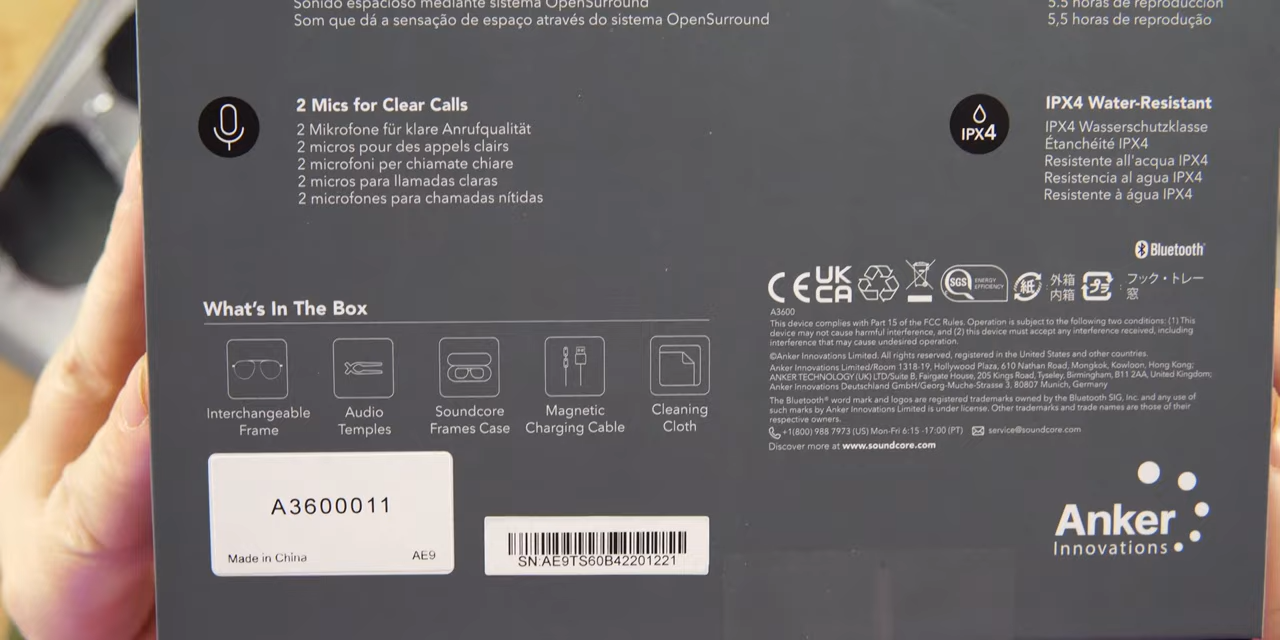 Sonido espacioso mediante sistema OpenSurround
Som que dá a sensação de espaço através do sistema OpenSurround
5.5 horas de reproducción
5,5 horas de reprodução
2 Mics for Clear Calls
2 Mikrofone für klare Anrufqualität
2 micros pour des appels clairs
2 microfoni per chiamate chiare
2 micros para llamadas claras
2 microfones para chamadas nítidas
IPX4
IPX4 Water-Resistant
IPX4 Wasserschutzklasse
Étanchéité IPX4
Resistente all'acqua IPX4
Resistencia al agua IPX4
Resistente à água IPX4
Bluetooth®
CE UK CA
SGS ENERGY EFFICIENCY
紙 : 外箱
内箱
プラ : フック・トレー
窓
What's In The Box
Interchangeable
Frame
Audio
Temples
Soundcore
Frames Case
Magnetic
Charging Cable
Cleaning
Cloth
A3600
This device complies with Part 15 of the FCC Rules. Operation is subject to the following two conditions: (1) This
device may not cause harmful interference, and (2) this device must accept any interference received, including
interference that may cause undesired operation.
©Anker Innovations Limited. All rights reserved, registered in the United States and other countries.
Anker Innovations Limited/Room 1318-19, Hollywood Plaza, 610 Nathan Road, Mongkok, Kowloon, Hong Kong;
ANKER TECHNOLOGY (UK) LTD/Suite B, Fairgate House, 205 Kings Road, Tyseley, Birmingham, B11 2AA, United Kingdom;
Anker Innovations Deutschland GmbH/Georg-Muche-Strasse 3, 80807 Munich, Germany
The Bluetooth® word mark and logos are registered trademarks owned by the Bluetooth SIG, Inc. and any use of
such marks by Anker Innovations Limited is under license. Other trademarks and trade names are those of their
respective owners.
+1(800) 988 7973 (US) Mon-Fri 6:15 -17:00 (PT) service@soundcore.com
Discover more at www.soundcore.com
A3600011
Made in China AE9
SN:AE9TS60B42201221
Anker
Innovations